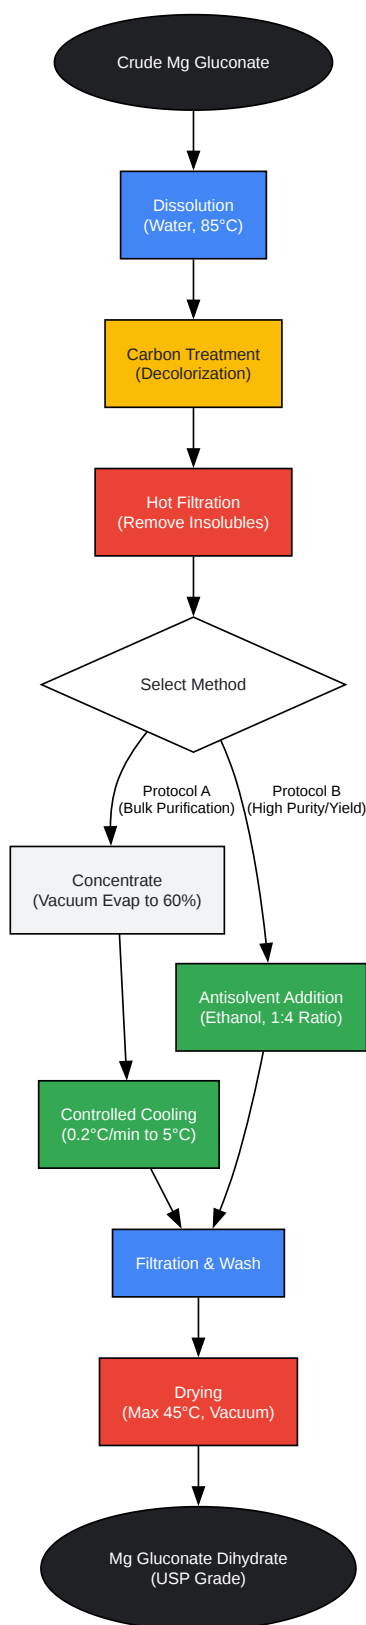 Crude Mg Gluconate
Dissolution
(Water, 85°C)
Carbon Treatment
(Decolorization)
Hot Filtration
(Remove Insolubles)
Select Method
Protocol A
(Bulk Purification)
Protocol B
(High Purity/Yield)
Concentrate
(Vacuum Evap to 60%)
Antisolvent Addition
(Ethanol, 1:4 Ratio)
Controlled Cooling
(0.2°C/min to 5°C)
Filtration & Wash
Drying
(Max 45°C, Vacuum)
Mg Gluconate Dihydrate
(USP Grade)